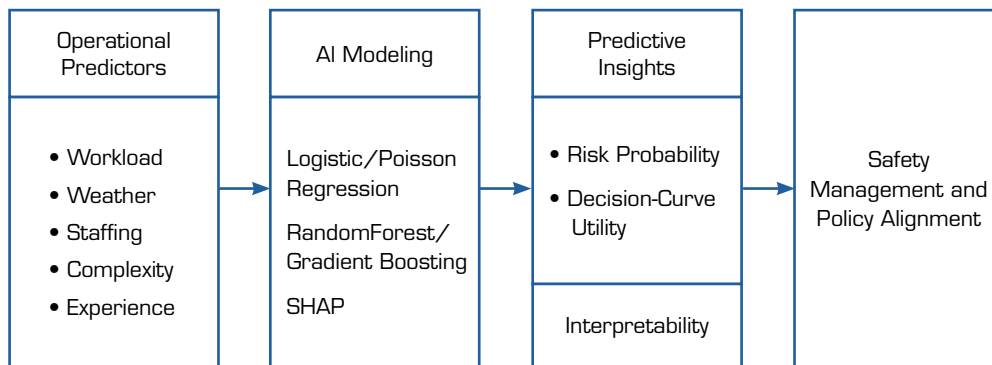 Operational
Predictors
• Workload
• Weather
• Staffing
• Complexity
• Experience
AI Modeling
Logistic/Poisson
Regression
RandomForest/
Gradient Boosting
SHAP
Predictive
Insights
• Risk Probability
• Decision-Curve
Utility
Interpretability
Safety
Management and
Policy Alignment